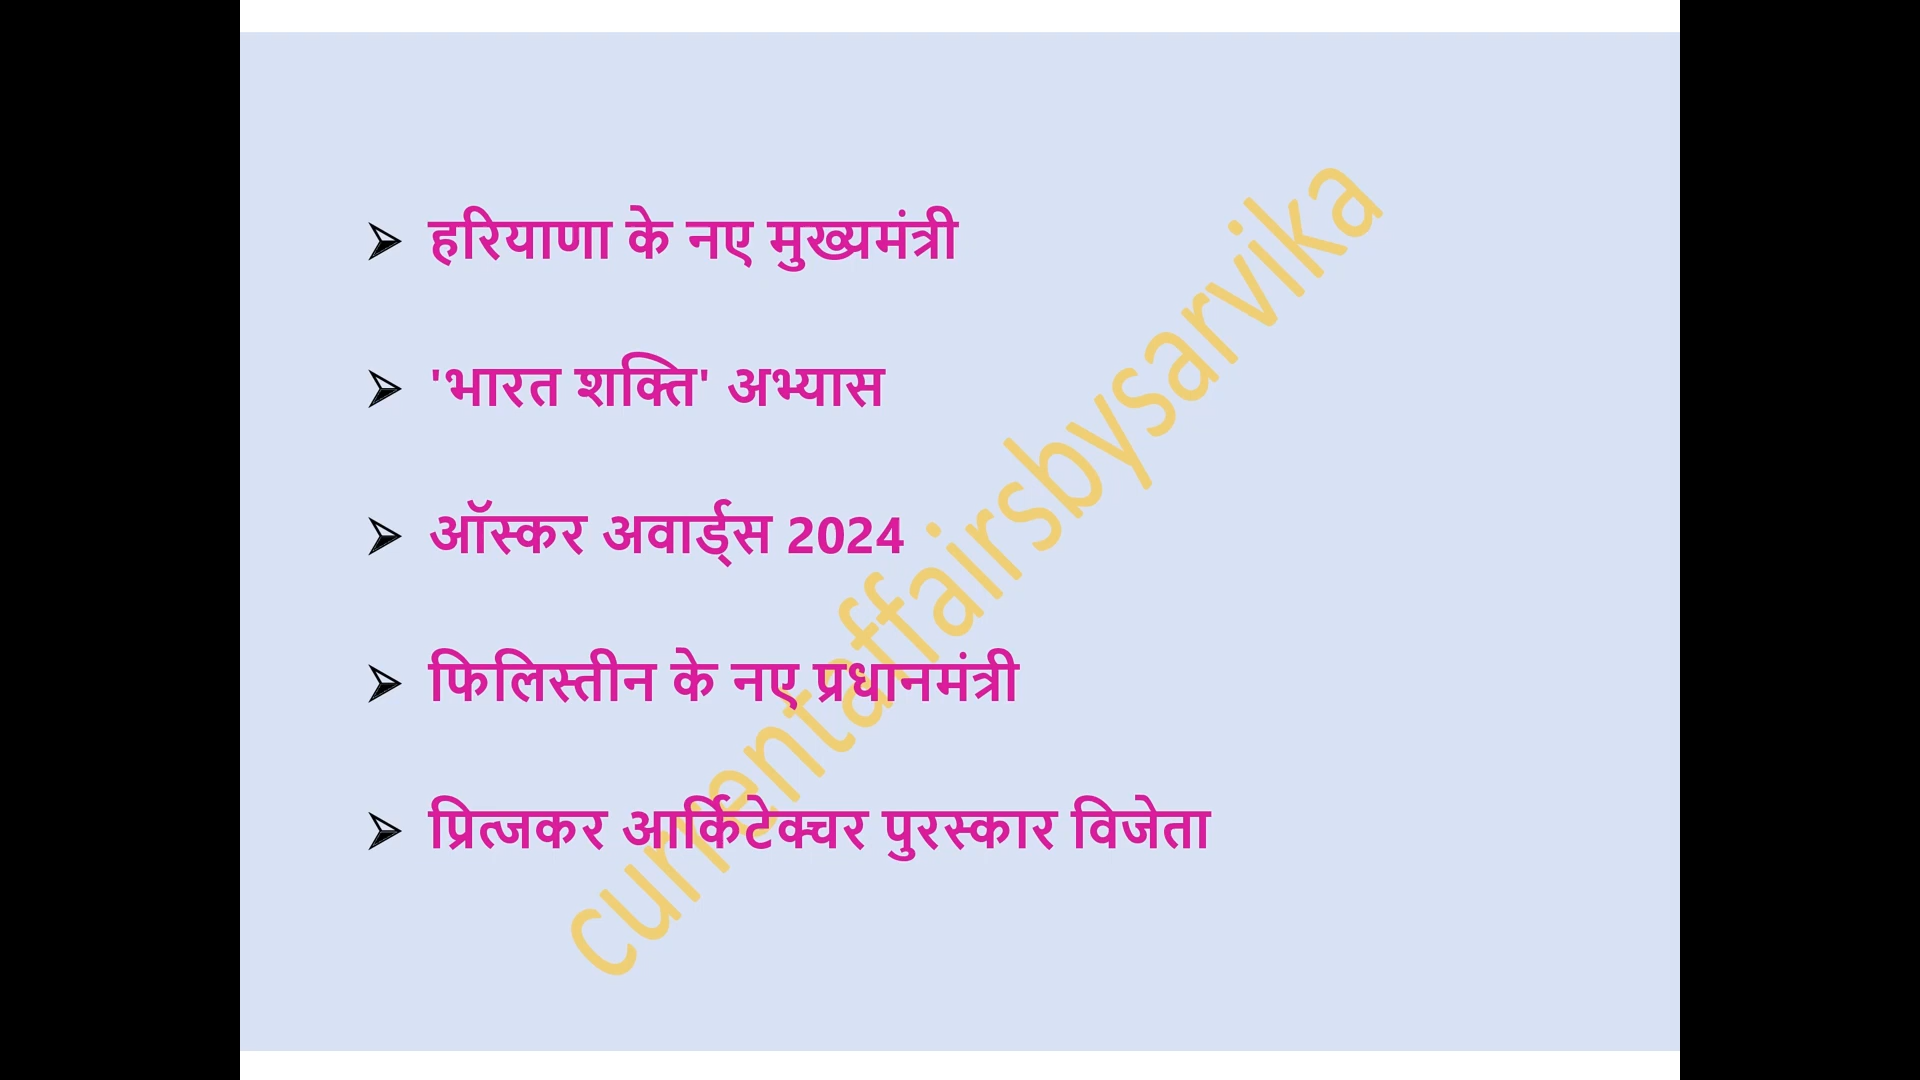 हरियाणा के नए मुख्यमंत्री
'भारत शक्ति' अभ्यास
ऑस्कर अवार्ड्स 2024
फिलिस्तीन के नए प्रधानमंत्री
प्रित्जकर आर्किटेक्चर पुरस्कार विजेता
currentaffairsbysarvika